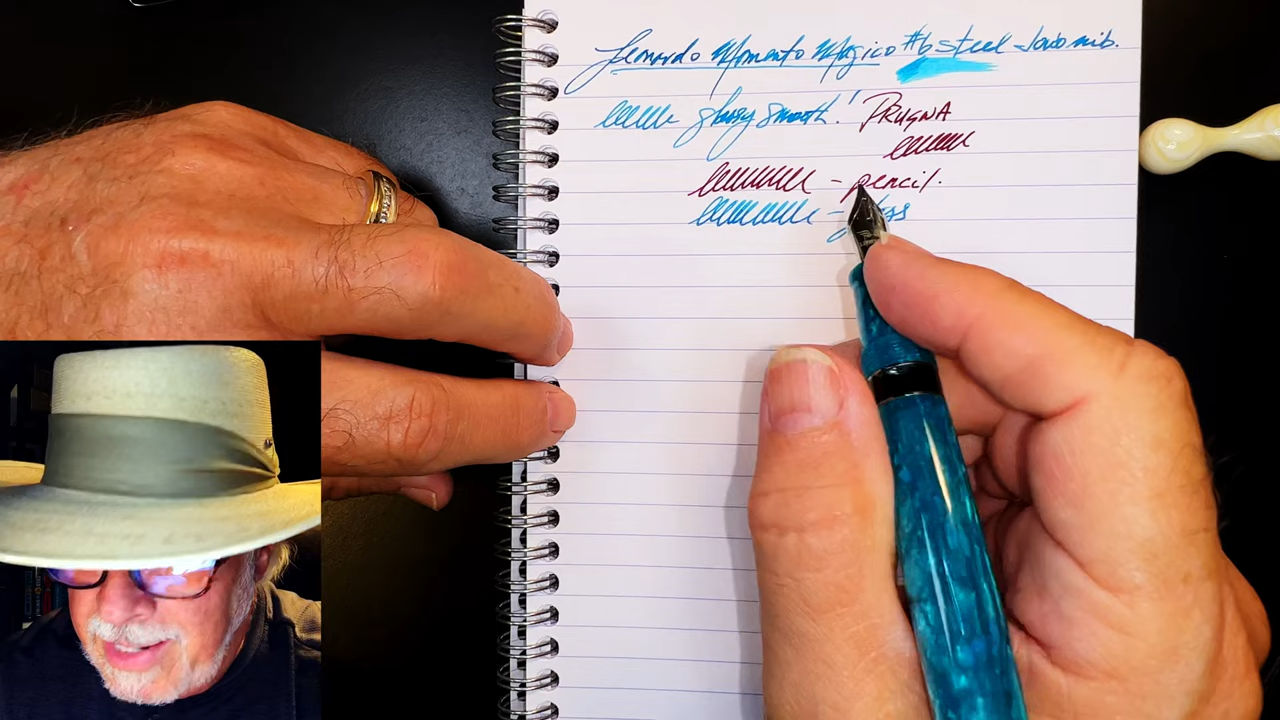 Leonardo Momento Magico #6 steel Jowo nib.
glassy smooth! PRUGNA
- pencil.
-